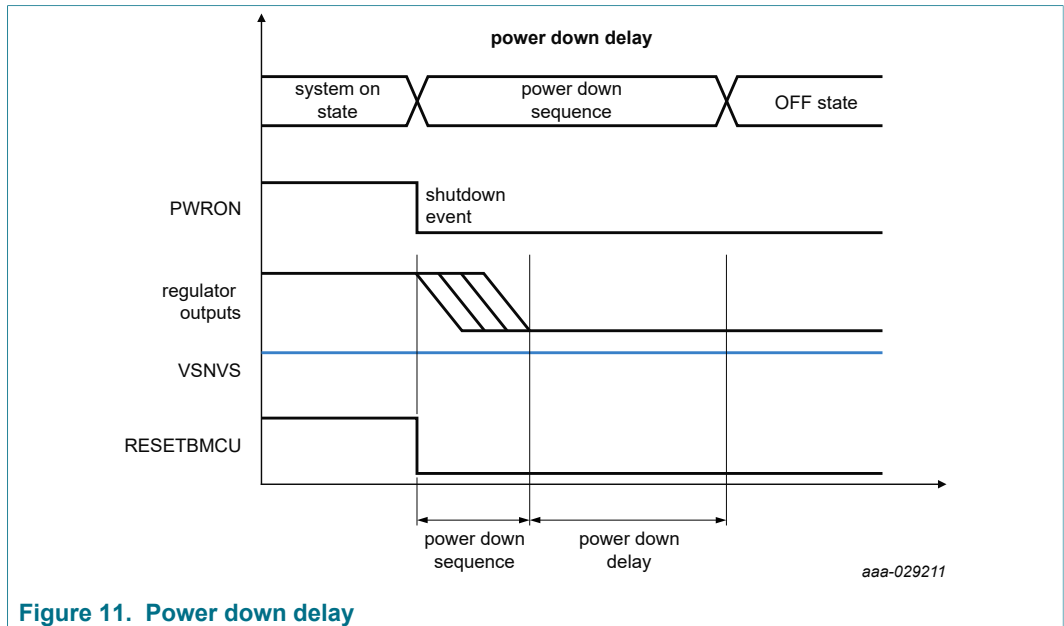 power down delay
system on
state
power down
sequence
OFF state
PWRON
shutdown
event
regulator
outputs
VSNVS
RESETBMCU
power down
sequence
power down
delay
aaa-029211
Figure 11. Power down delay